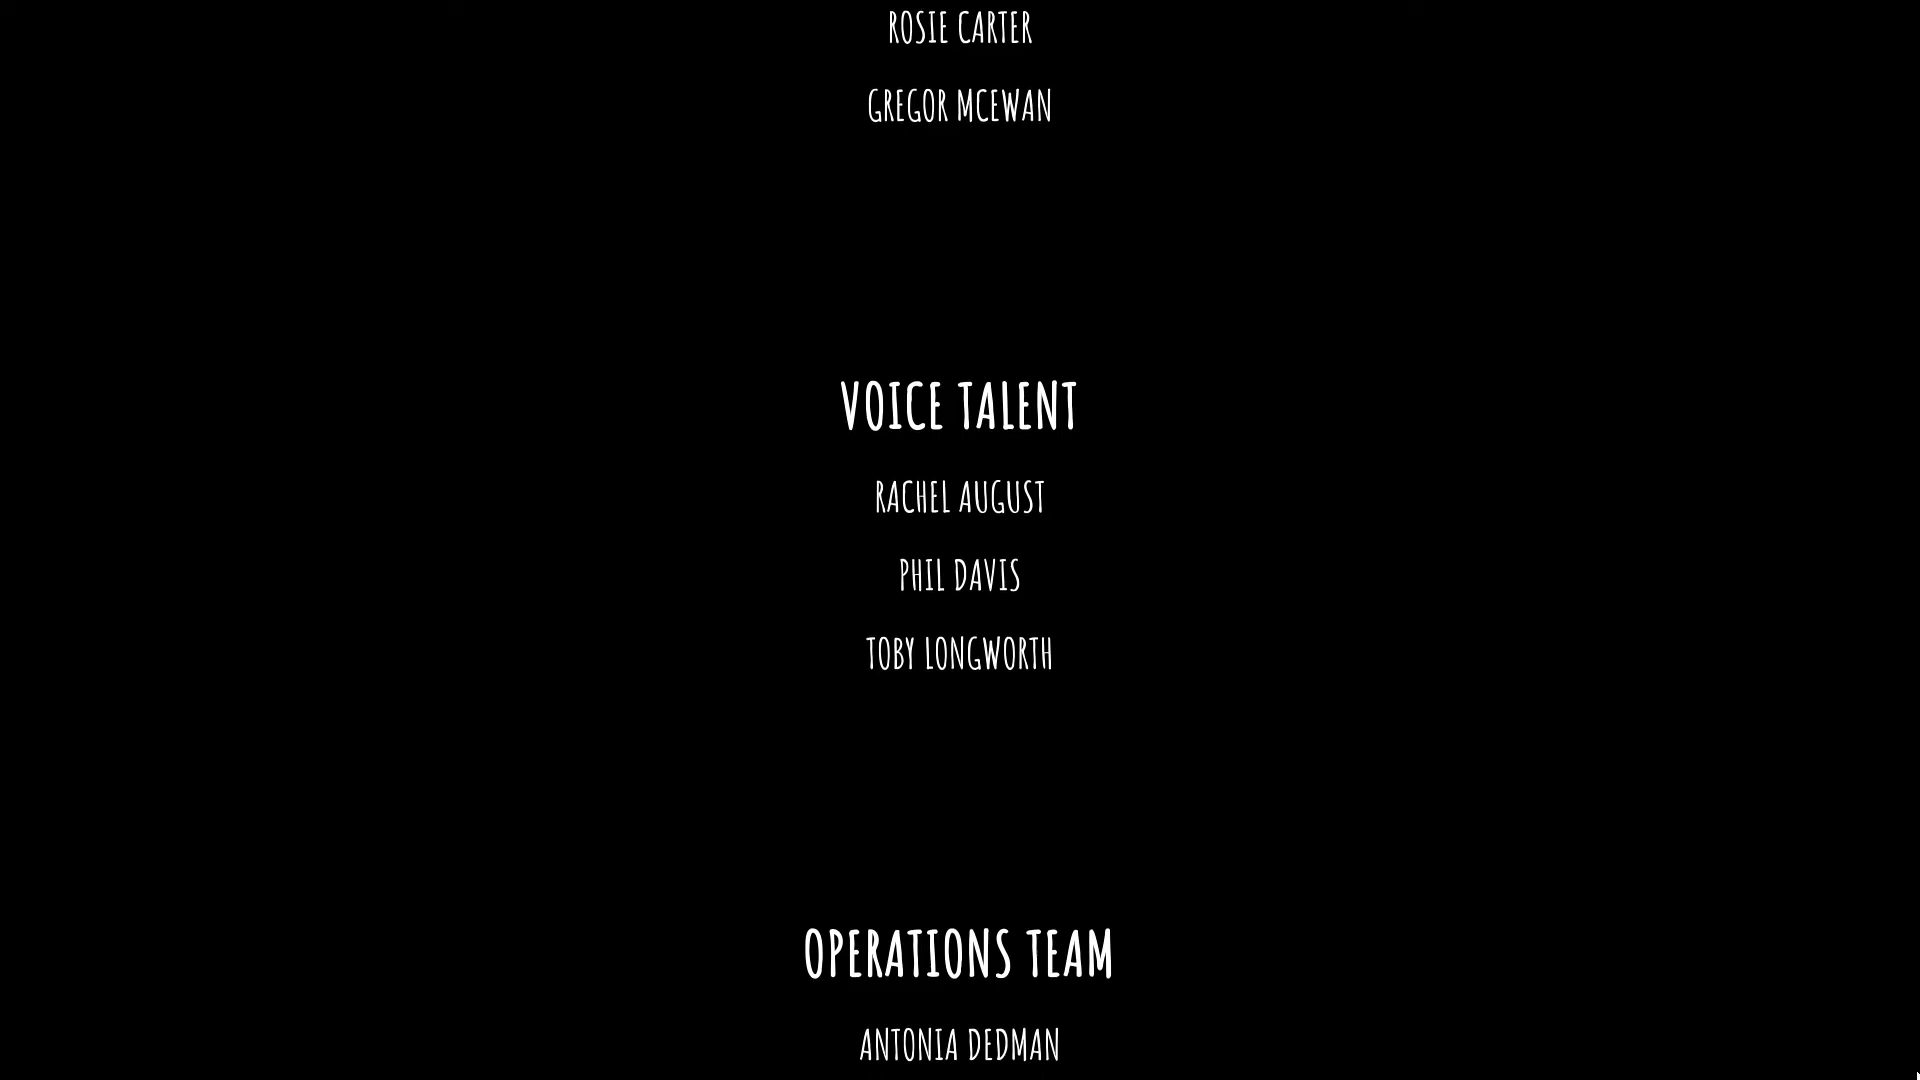 ROSIE CARTER
GREGOR MCEWAN
VOICE TALENT
RACHEL AUGUST
PHIL DAVIS
TOBY LONGWORTH
OPERATIONS TEAM
ANTONIA DEDMAN